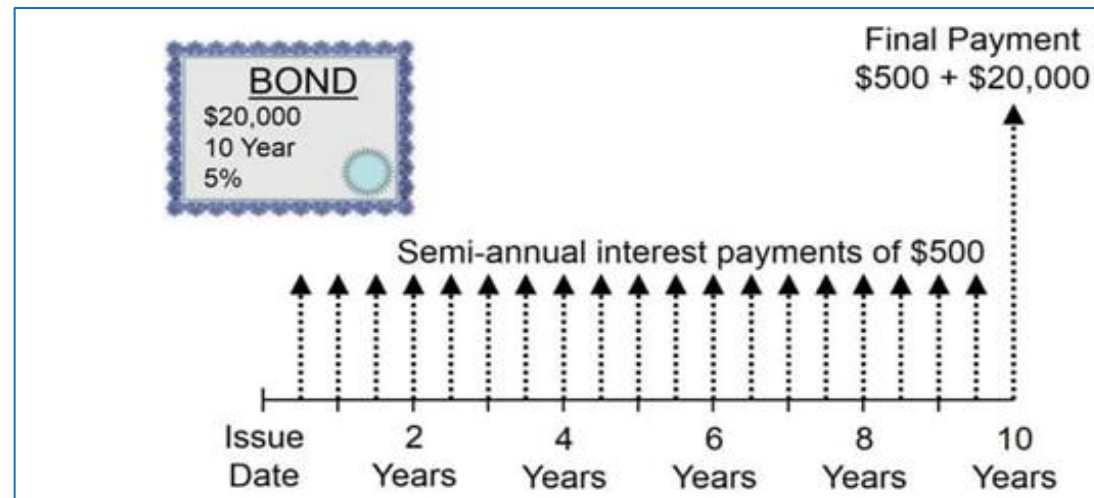 BOND
$20,000
10 Year
5%
Final Payment
$500 + $20,000
Semi-annual interest payments of $500
Issue Date
2 Years
4 Years
6 Years
8 Years
10 Years